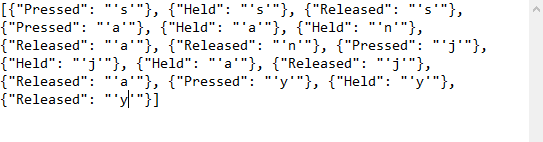 [{"Pressed": "'s'"}, {"Held": "'s'"}, {"Released": "'s'"},
{"Pressed": "'a'"}, {"Held": "'a'"}, {"Held": "'n'"},
{"Released": "'a'"}, {"Released": "'n'"}, {"Pressed": "'j'"},
{"Held": "'j'"}, {"Held": "'a'"}, {"Released": "'j'"},
{"Released": "'a'"}, {"Pressed": "'y'"}, {"Held": "'y'"},
{"Released": "'y'"}]